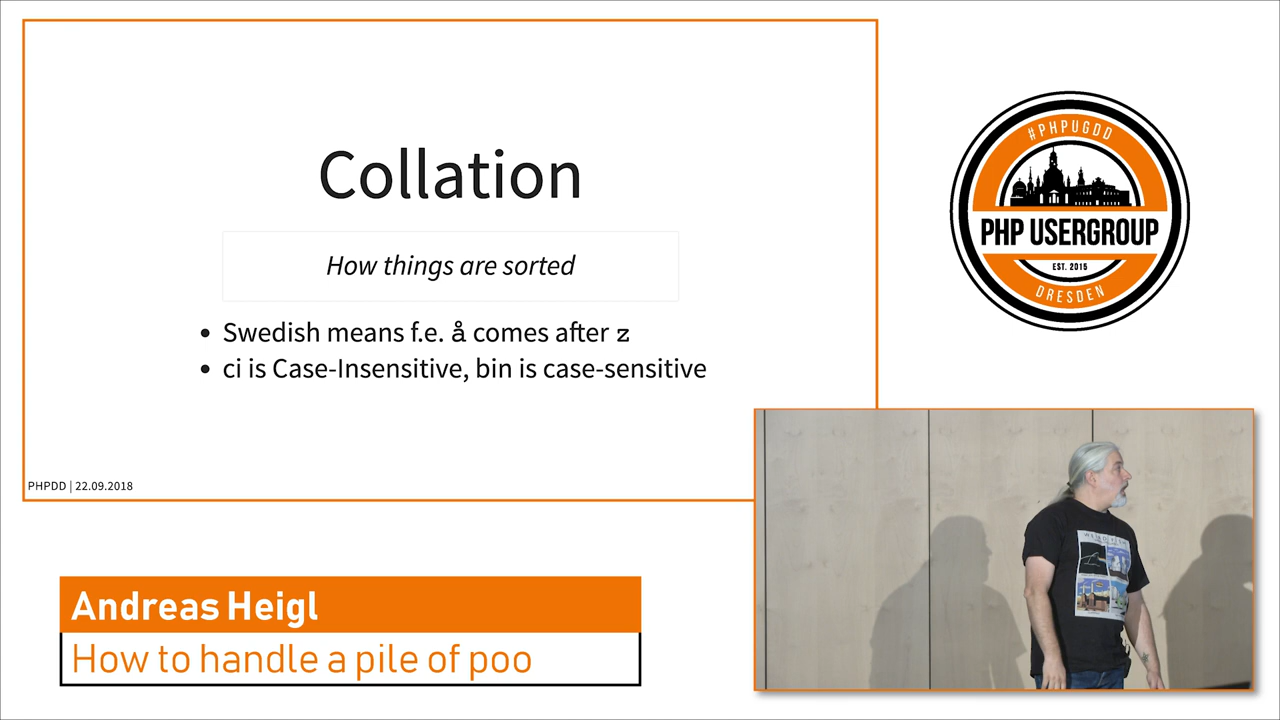 Collation
How things are sorted
• Swedish means f.e. å comes after z
• ci is Case-Insensitive, bin is case-sensitive
PHPDD | 22.09.2018
#PHPUGDD
PHP USERGROUP
EST. 2015
DRESDEN
Andreas Heigl
How to handle a pile of poo